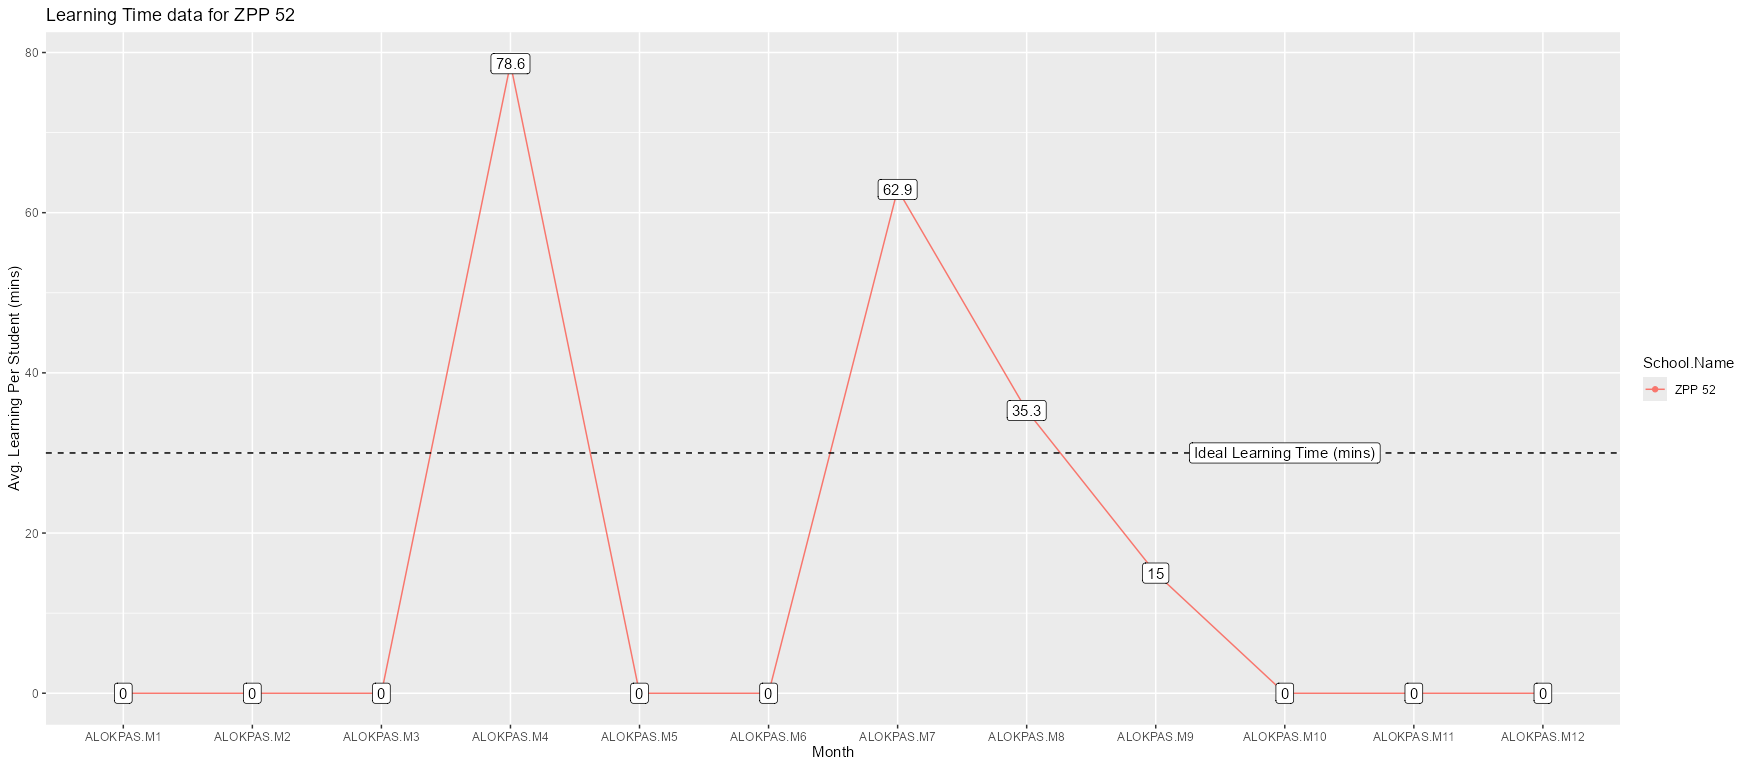 Learning Time data for ZPP 52
Avg. Learning Per Student (mins)
80
60
40
20
0
78.6
62.9
35.3
Ideal Learning Time (mins)
15
0
0
0
0
0
0
0
0
ALOKPAS.M1
ALOKPAS.M2
ALOKPAS.M3
ALOKPAS.M4
ALOKPAS.M5
ALOKPAS.M6
ALOKPAS.M7
ALOKPAS.M8
ALOKPAS.M9
ALOKPAS.M10
ALOKPAS.M11
ALOKPAS.M12
Month
School.Name
ZPP 52